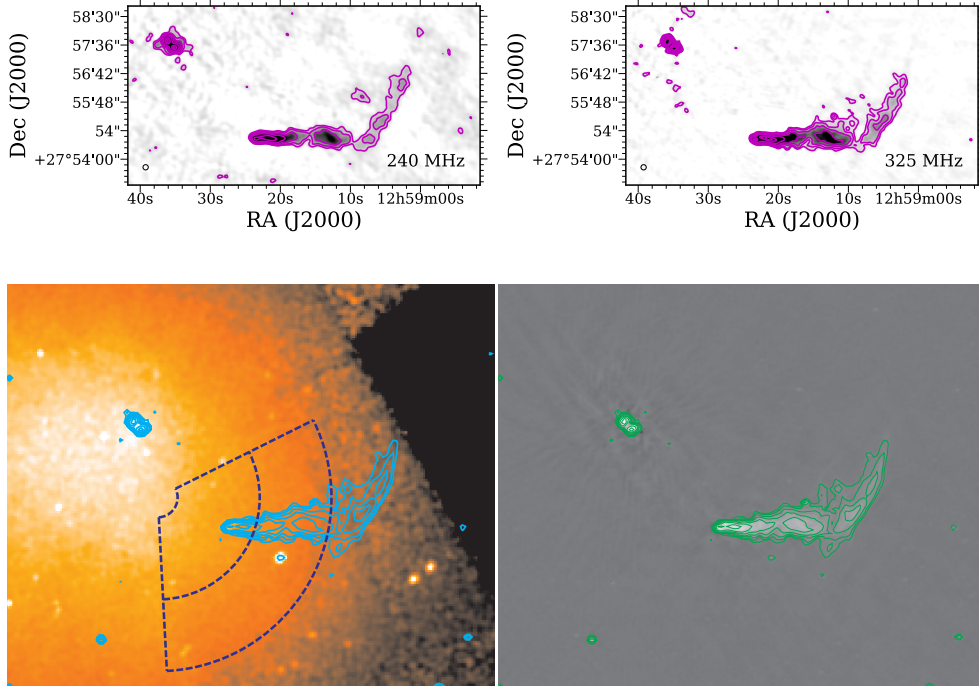 58'30"
57'36"
56'42"
55'48"
54"
+27°54'00"
Dec (J2000)
240 MHz
40s 30s 20s 10s 12h59m00s
RA (J2000)
58'30"
57'36"
56'42"
55'48"
54"
+27°54'00"
Dec (J2000)
325 MHz
40s 30s 20s 10s 12h59m00s
RA (J2000)